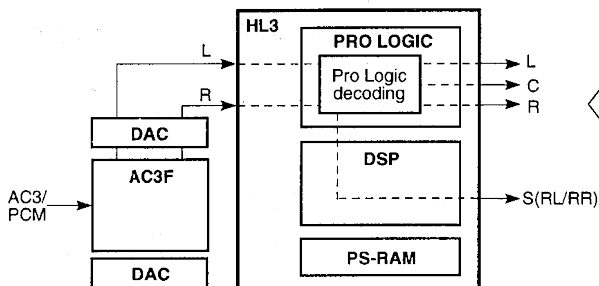 HL3
PRO LOGIC
L
Pro Logic
decoding
L
C
R
R
DAC
AC3F
DSP
AC3/
PCM
S(RL/RR)
PS-RAM
DAC